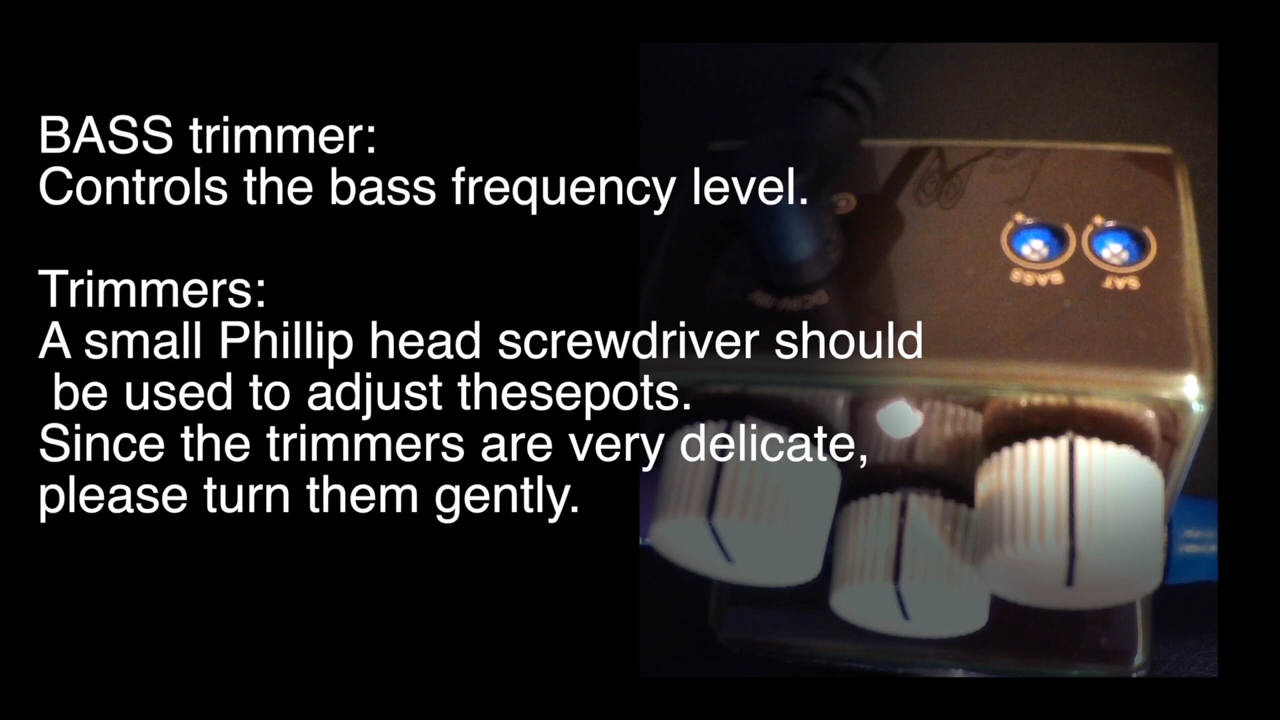 BASS trimmer:
Controls the bass frequency level.
Trimmers:
A small Phillip head screwdriver should
be used to adjust thesepots.
Since the trimmers are very delicate,
please turn them gently.
BASS
SAT